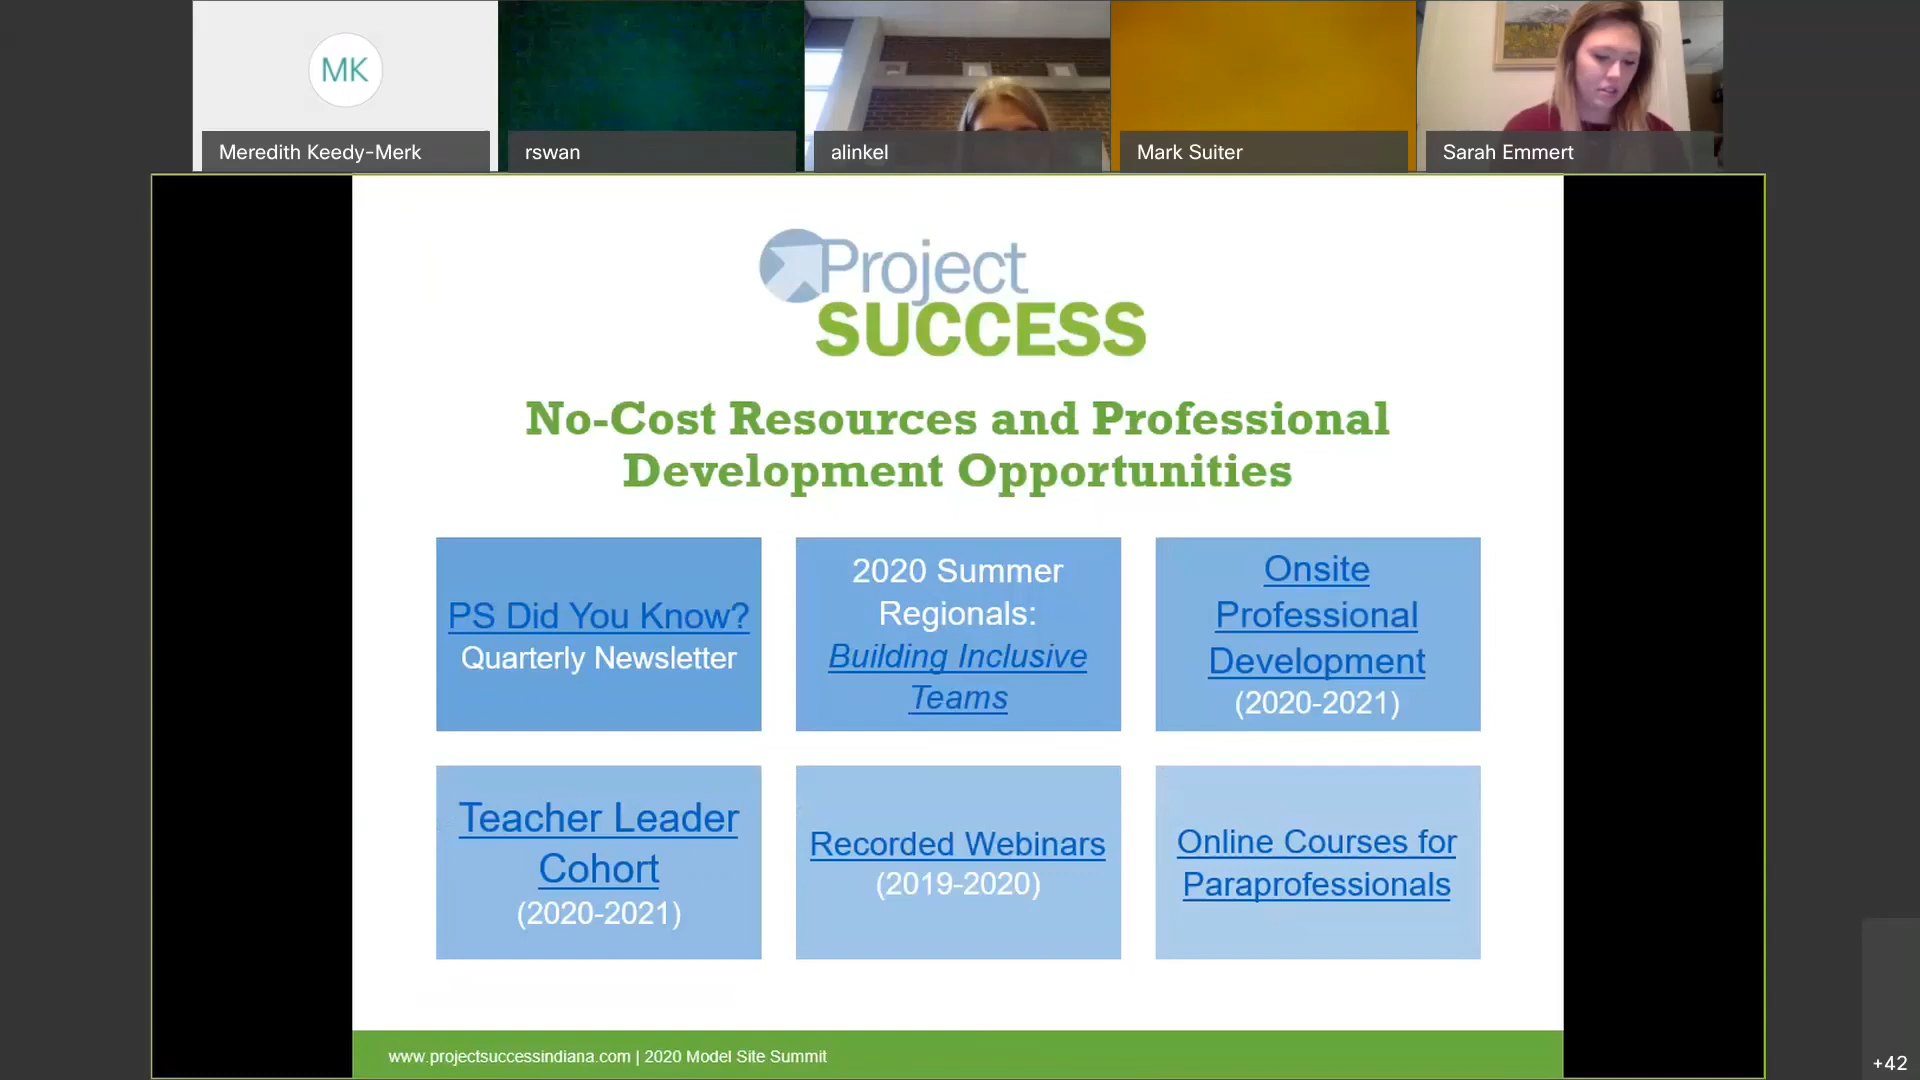 MK
Meredith Keedy-Merk
rswan
alinkel
Mark Suiter
Sarah Emmert
Project
SUCCESS
No-Cost Resources and Professional
Development Opportunities
PS Did You Know?
Quarterly Newsletter
2020 Summer
Regionals:
Building Inclusive
Teams
Onsite
Professional
Development
(2020-2021)
Teacher Leader
Cohort
(2020-2021)
Recorded Webinars
(2019-2020)
Online Courses for
Paraprofessionals
www.projectsuccessindiana.com | 2020 Model Site Summit
+42